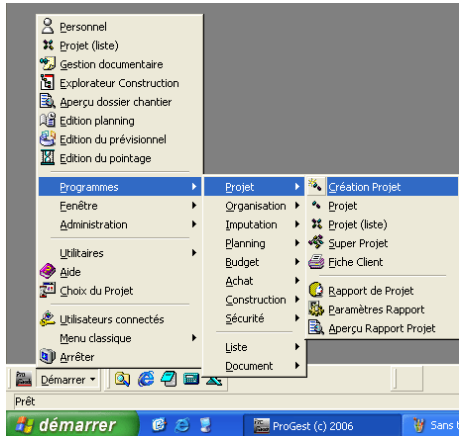 Personnel
Projet (liste)
Gestion documentaire
Explorateur Construction
Aperçu dossier chantier
Edition planning
Edition du prévisionnel
Edition du pointage
Programmes
Fenêtre
Administration
Utilitaires
Aide
Choix du Projet
Utilisateurs connectés
Menu classique
Arrêter
Projet
Organisation
Imputation
Planning
Budget
Achat
Construction
Sécurité
Liste
Document
Création Projet
Projet
Projet (liste)
Super Projet
Fiche Client
Rapport de Projet
Paramètres Rapport
Aperçu Rapport Projet
Démarrer
Prêt
démarrer
ProGest (c) 2006
Sans t